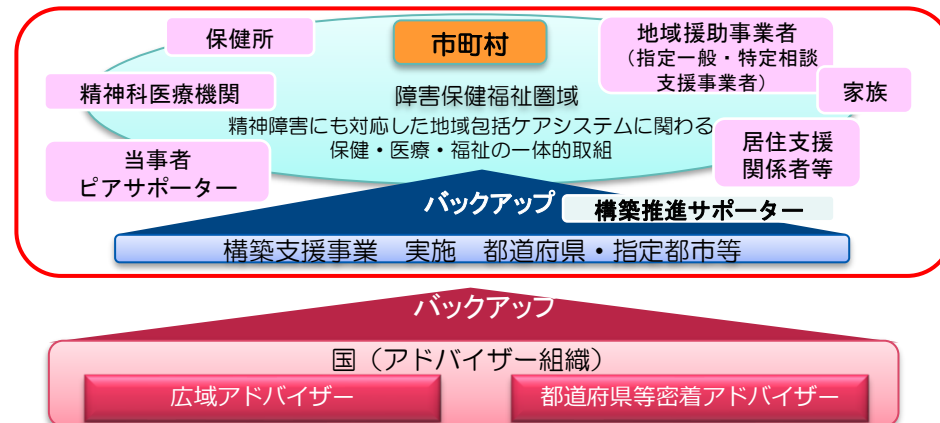 保健所
市町村
地域援助事業者
（指定一般・特定相談
支援事業者）
精神科医療機関
障害保健福祉圏域
家族
精神障害にも対応した地域包括ケアシステムに関わる
保健・医療・福祉の一体的取組
当事者
ピアサポーター
居住支援
関係者等
バックアップ
構築推進サポーター
構築支援事業　実施　都道府県・指定都市等
バックアップ
国（アドバイザー組織）
広域アドバイザー
都道府県等密着アドバイザー